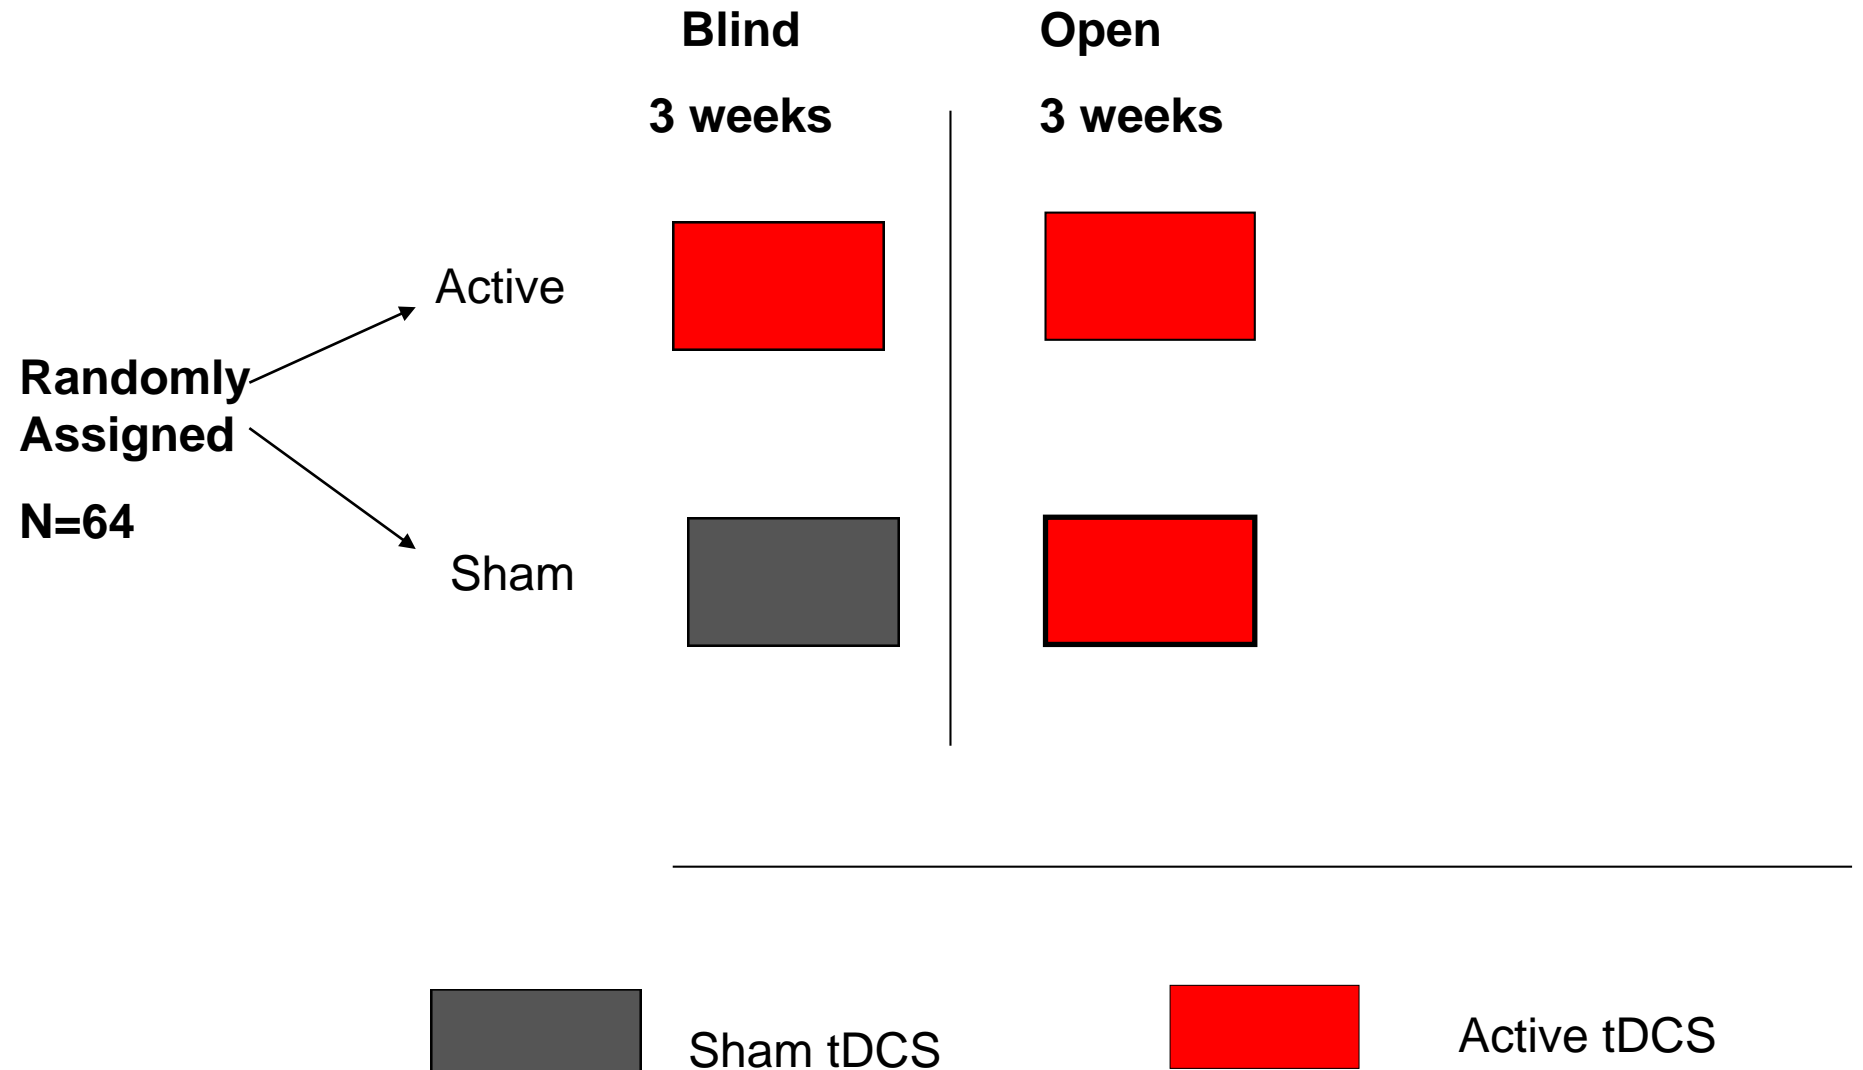 Blind
Open
3 weeks
3 weeks
Active
Randomly
Assigned
N=64
Sham
Sham tDCS
Active tDCS